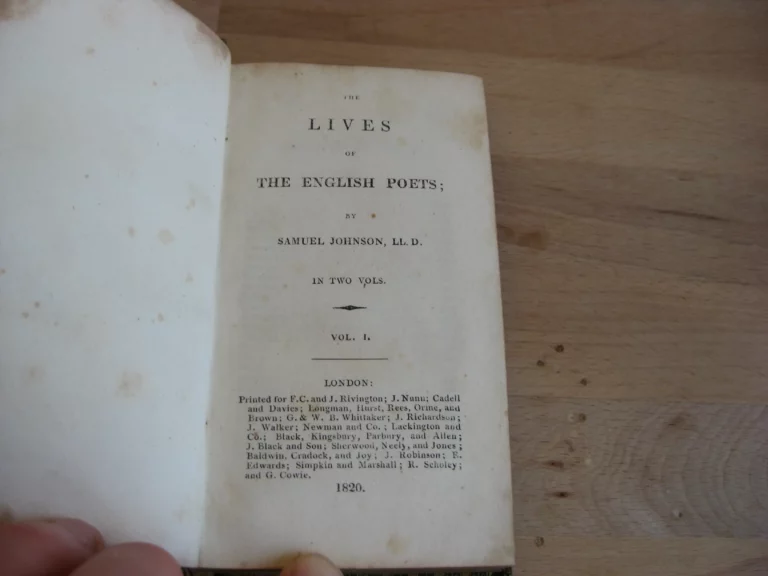 THE
LIVES
OF
THE ENGLISH POETS;
BY
SAMUEL JOHNSON, LL. D.
IN TWO VOLS.
VOL. I.
LONDON:
Printed for F.C. and J. Rivington; J. Nunn; Cadell
and Davies; Longman, Hurst, Rees, Orme, and
Brown; G. & W. B. Whittaker; J. Richardson;
J. Walker; Newman and Co.; Lackington and
Co.; Black, Kingsbury, Parbury, and Allen;
J. Black and Son; Sherwood, Neely, and Jones;
Baldwin, Cradock, and Joy; J. Robinson; E.
Edwards; Simpkin and Marshall; R. Scholey;
and G. Cowie.
1820.